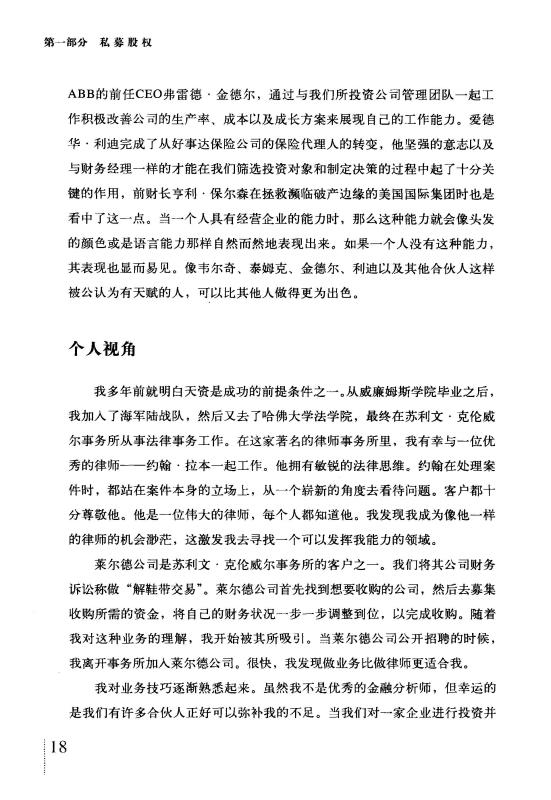 第一部分 私募股权
ABB的前任CEO弗雷德·金德尔，通过与我们所投资公司管理团队一起工
作积极改善公司的生产率、成本以及成长方案来展现自己的工作能力。爱德
华·利迪完成了从好事达保险公司的保险代理人的转变，他坚强的意志以及
与财务经理一样的才能在我们筛选投资对象和制定决策的过程中起了十分关
键的作用，前财长亨利·保尔森在拯救濒临破产边缘的美国国际集团时也是
看中了这一点。当一个人具有经营企业的能力时，那么这种能力就会像头发
的颜色或是语言能力那样自然而然地表现出来。如果一个人没有这种能力，
其表现也显而易见。像韦尔奇、泰姆克、金德尔、利迪以及其他合伙人这样
被公认为有天赋的人，可以比其他人做得更为出色。
个人视角
我多年前就明白天资是成功的前提条件之一。从威廉姆斯学院毕业之后，
我加入了海军陆战队，然后又去了哈佛大学法学院，最终在苏利文·克伦威
尔事务所从事法律事务工作。在这家著名的律师事务所里，我有幸与一位优
秀的律师——约翰·拉本一起工作。他拥有敏锐的法律思维。约翰在处理案
件时，都站在案件本身的立场上，从一个崭新的角度去看待问题。客户都十
分尊敬他。他是一位伟大的律师，每个人都知道他。我发现我成为像他一样
的律师的机会渺茫，这激发我去寻找一个可以发挥我能力的领域。
莱尔德公司是苏利文·克伦威尔事务所的客户之一。我们将其公司财务
诉讼称做“解鞋带交易”。莱尔德公司首先找到想要收购的公司，然后去募集
收购所需的资金，将自己的财务状况一步一步调整到位，以完成收购。随着
我对这种业务的理解，我开始被其所吸引。当莱尔德公司公开招聘的时候，
我离开事务所加入莱尔德公司。很快，我发现做业务比做律师更适合我。
我对业务技巧逐渐熟悉起来。虽然我不是优秀的金融分析师，但幸运的
是我们有许多合伙人正好可以弥补我的不足。当我们对一家企业进行投资并
18